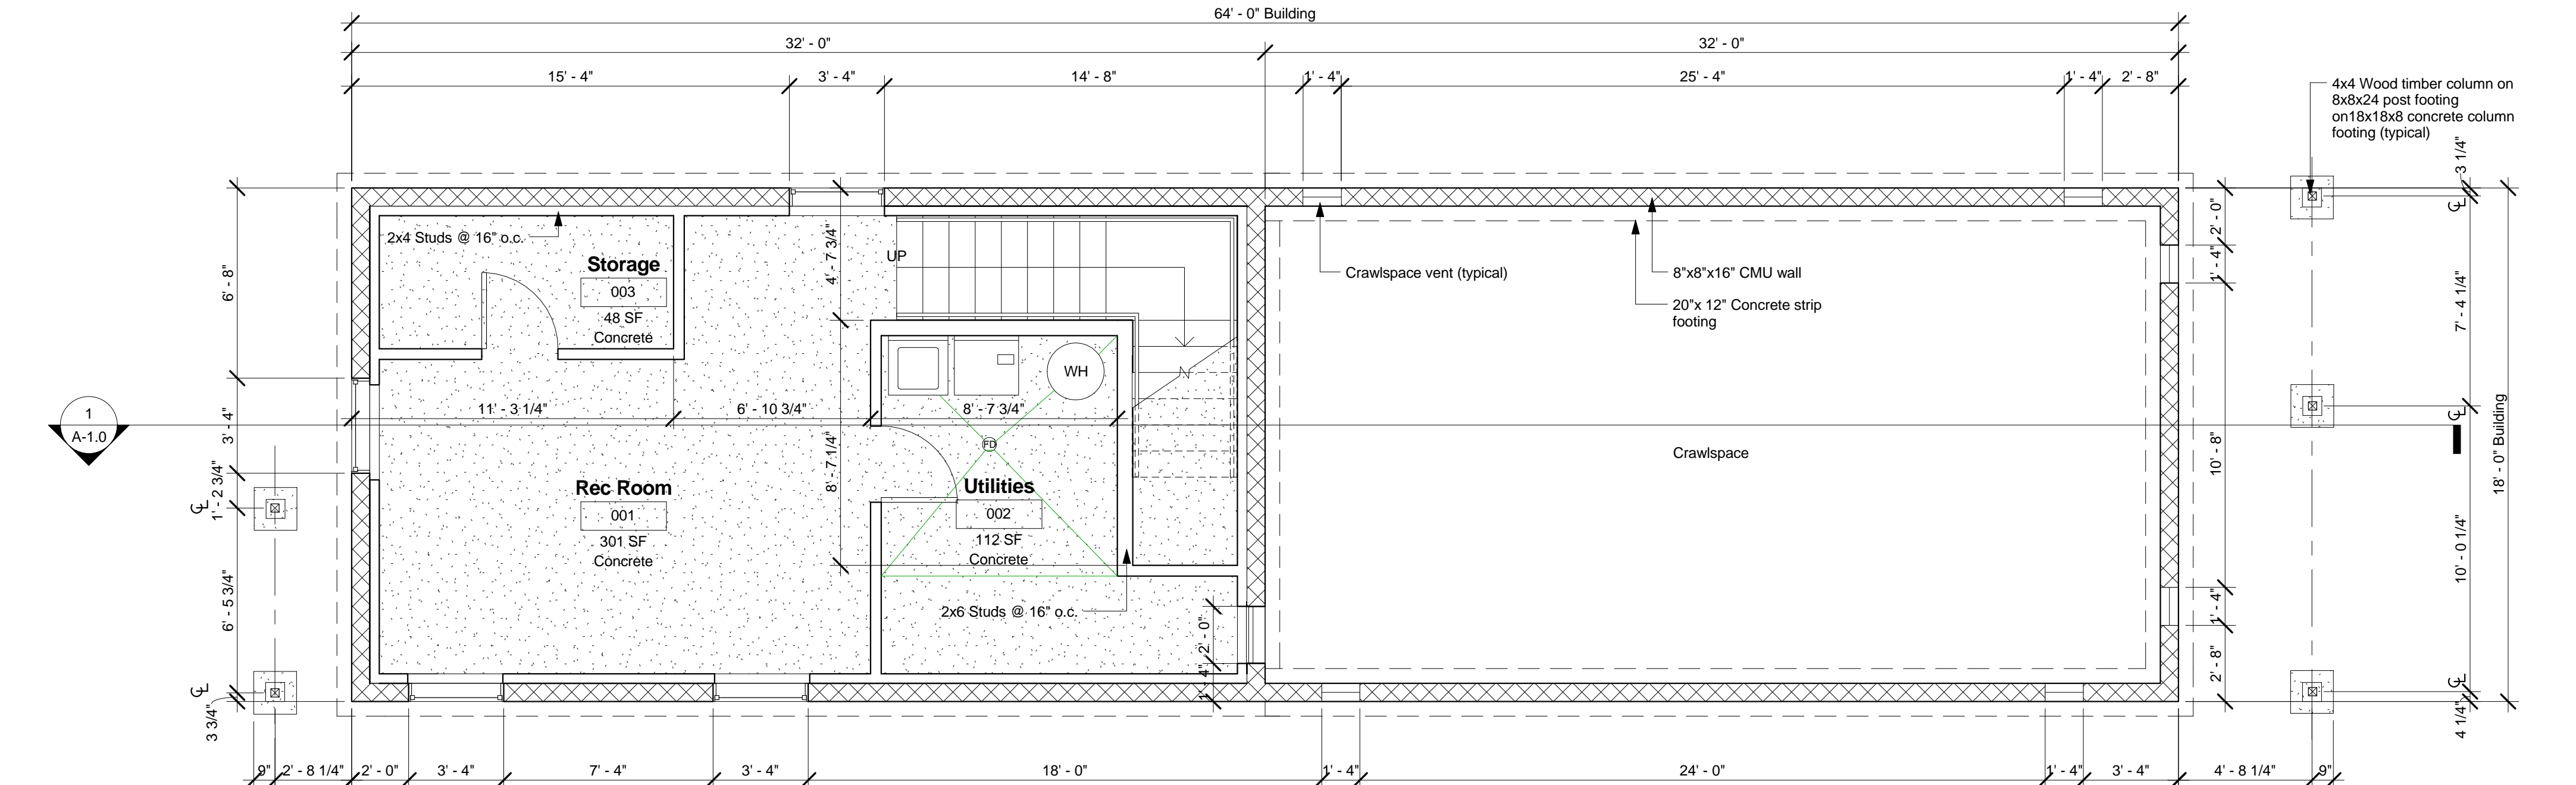 64' - 0" Building
32' - 0"
32' - 0"
15' - 4"
3' - 4"
14' - 8"
1' - 4"
25' - 4"
1' - 4"
2' - 8"
4x4 Wood timber column on
8x8x24 post footing
on18x18x8 concrete column
footing (typical)
3 1/4"
CL
7' - 4 1/4"
CL
10' - 0 1/4"
CL
4 1/4"
18' - 0" Building
2' - 0"
1' - 4"
10' - 8"
1' - 4"
2' - 8"
6' - 8"
3' - 4"
1' - 2 3/4"
CL
6' - 5 3/4"
CL
3 3/4"
1
A-1.0
2x4 Studs @ 16" o.c.
Storage
003
48 SF
Concrete
4' - 7 3/4"
UP
Crawlspace vent (typical)
8"x8"x16" CMU wall
20"x 12" Concrete strip
footing
WH
11' - 3 1/4"
6' - 10 3/4"
8' - 7 3/4"
FD
8' - 7 1/4"
Crawlspace
Rec Room
001
301 SF
Concrete
Utilities
002
112 SF
Concrete
2x6 Studs @ 16" o.c.
2' - 0"
1' - 4"
9"
2' - 8 1/4"
2' - 0"
3' - 4"
7' - 4"
3' - 4"
18' - 0"
1' - 4"
24' - 0"
1' - 4"
3' - 4"
4' - 8 1/4"
9"